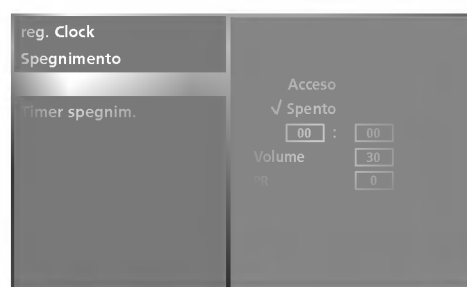 reg. Clock
Spegnimento
Timer spegnim.
Acceso
✓ Spento
00 : 00
Volume 30
PR 0